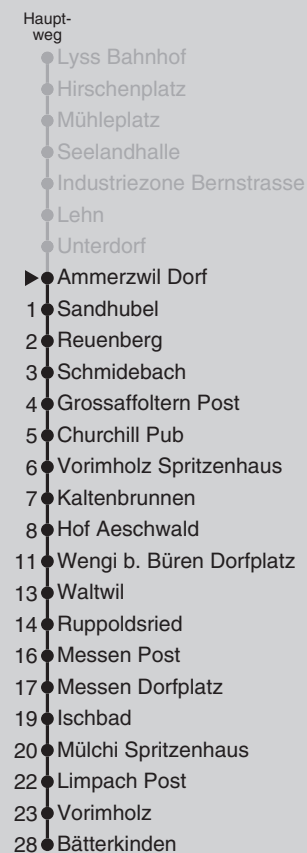 Haupt-
weg
Lyss Bahnhof
Hirschenplatz
Mühleplatz
Seelandhalle
Industriezone Bernstrasse
Lehn
Unterdorf
Ammerzwil Dorf
1 Sandhubel
2 Reuenberg
3 Schmidebach
4 Grossaffoltern Post
5 Churchill Pub
6 Vorimholz Spritzenhaus
7 Kaltenbrunnen
8 Hof Aeschwald
11 Wengi b. Büren Dorfplatz
13 Waltwil
14 Ruppoldsried
16 Messen Post
17 Messen Dorfplatz
19 Ischbad
20 Mülchi Spritzenhaus
22 Limpach Post
23 Vorimholz
28 Bätterkinden